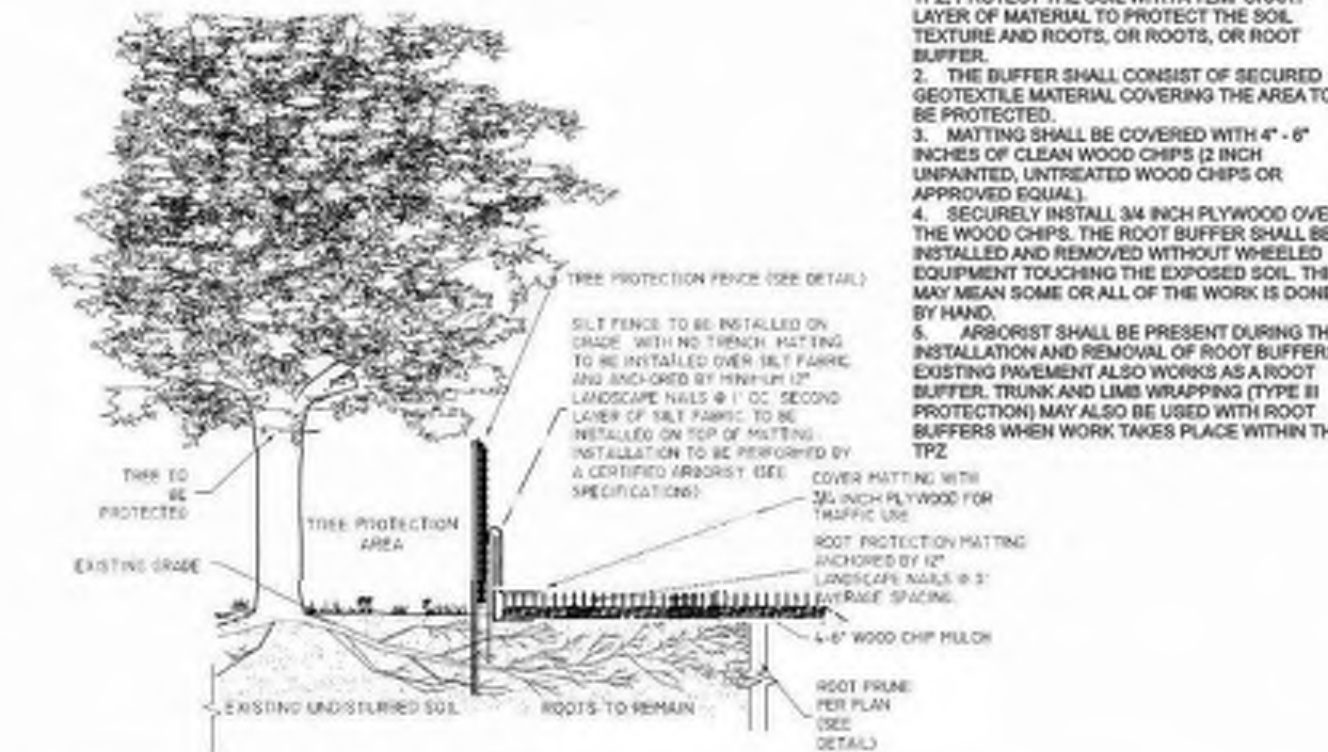 LAYER OF MATERIAL TO PROTECT THE SOIL
TEXTURE AND ROOTS, OR ROOTS, OR ROOT
BUFFER.
2. THE BUFFER SHALL CONSIST OF SECURED
GEOTEXTILE MATERIAL COVERING THE AREA TO
BE PROTECTED.
3. MATTING SHALL BE COVERED WITH 4" - 6"
INCHES OF CLEAN WOOD CHIPS (2 INCH
UNPAINTED, UNTREATED WOOD CHIPS OR
APPROVED EQUAL).
4. SECURELY INSTALL 3/4 INCH PLYWOOD OVE
THE WOOD CHIPS. THE ROOT BUFFER SHALL BE
INSTALLED AND REMOVED WITHOUT WHEELED
EQUIPMENT TOUCHING THE EXPOSED SOIL. THI
MAY MEAN SOME OR ALL OF THE WORK IS DONE
BY HAND.
5. ARBORIST SHALL BE PRESENT DURING TH
INSTALLATION AND REMOVAL OF ROOT BUFFER
EXISTING PAVEMENT ALSO WORKS AS A ROOT
BUFFER. TRUNK AND LIMB WRAPPING (TYPE III
PROTECTION) MAY ALSO BE USED WITH ROOT
BUFFERS WHEN WORK TAKES PLACE WITHIN TH
TPZ
TREE PROTECTION FENCE (SEE DETAIL)
SILT FENCE TO BE INSTALLED ON
GRADE WITH NO TRENCH. MATTING
TO BE INSTALLED OVER SILT FABRIC
AND ANCHORED BY MINIMUM 12"
LANDSCAPE NAILS @ 1' OC. SECOND
LAYER OF SILT FABRIC TO BE
INSTALLED ON TOP OF MATTING.
INSTALLATION TO BE PERFORMED BY
A CERTIFIED ARBORIST (SEE
SPECIFICATIONS)
TREE TO
BE
PROTECTED
TREE PROTECTION
AREA
EXISTING GRADE
COVER MATTING WITH
3/4 INCH PLYWOOD FOR
TRAFFIC USE
ROOT PROTECTION MATTING
ANCHORED BY 12"
LANDSCAPE NAILS @ 3'
AVERAGE SPACING.
4-6" WOOD CHIP MULCH
ROOT PRUNE
PER PLAN
(SEE
DETAIL)
EXISTING UNDISTURBED SOIL
ROOTS TO REMAIN